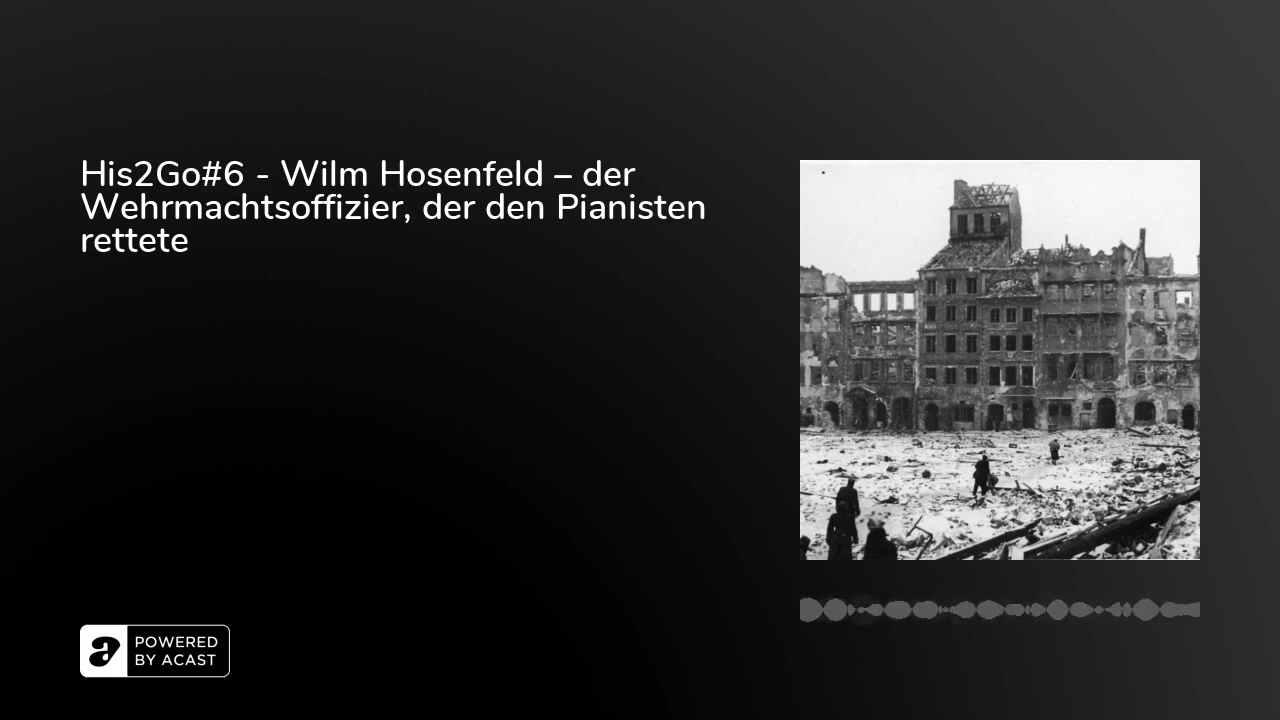 His2Go#6 - Wilm Hosenfeld – der
Wehrmachtsoffizier, der den Pianisten
rettete
POWERED
BY ACAST